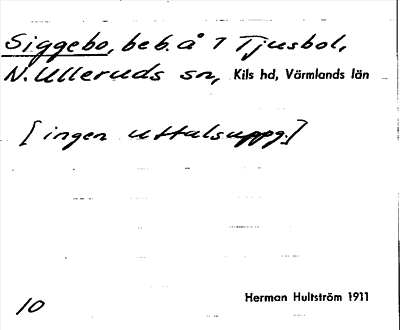 Siggebo, beb. å 1 Tjusbol,
N. Ulleruds sn, Kils hd, Värmlands län
[ingen uttalsuppg.]
Herman Hultström 1911
10